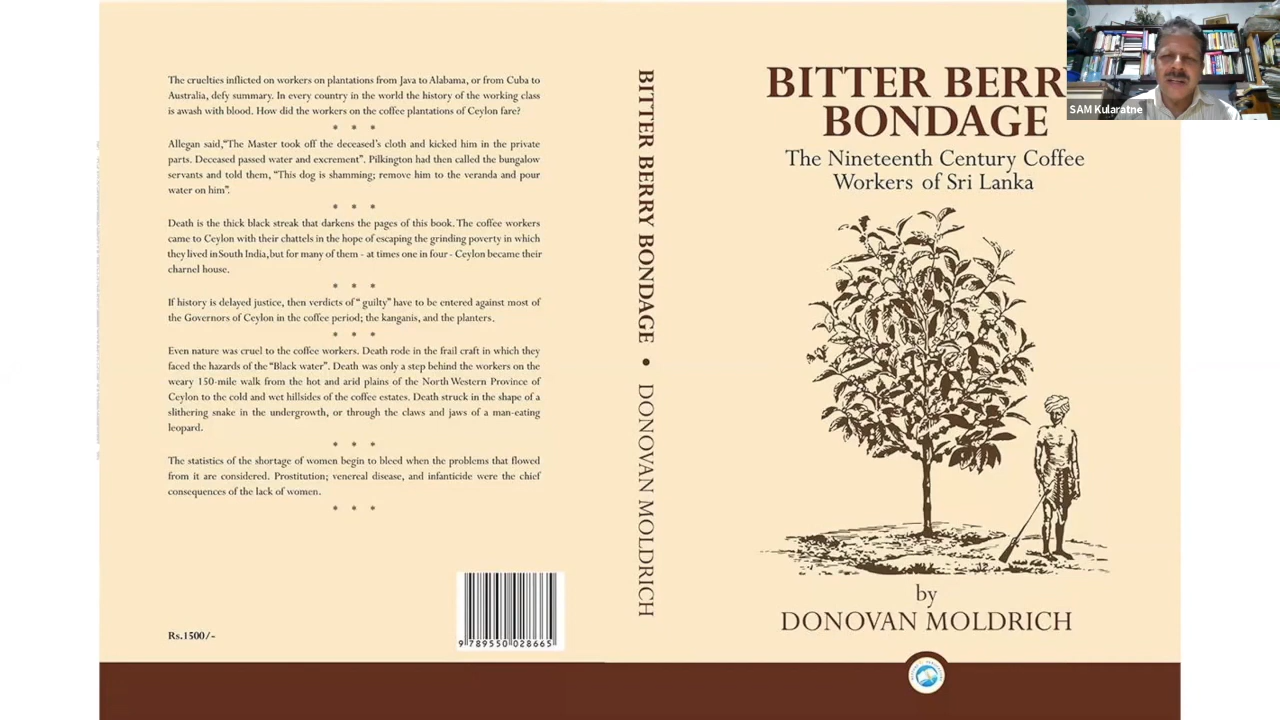 The cruelties inflicted on workers on plantations from Java to Alabama, or from Cuba to
Australia, defy summary. In every country in the world the history of the working class
is awash with blood. How did the workers on the coffee plantations of Ceylon fare?
* * *
Allegan said,"The Master took off the deceased's cloth and kicked him in the private
parts. Deceased passed water and excrement". Pilkington had then called the bungalow
servants and told them, "This dog is shamming; remove him to the veranda and pour
water on him".
* * *
Death is the thick black streak that darkens the pages of this book. The coffee workers
came to Ceylon with their chattels in the hope of escaping the grinding poverty in which
they lived in South India, but for many of them - at times one in four - Ceylon became their
charnel house.
* * *
If history is delayed justice, then verdicts of " guilty" have to be entered against most of
the Governors of Ceylon in the coffee period; the kanganis, and the planters.
* * *
Even nature was cruel to the coffee workers. Death rode in the frail craft in which they
faced the hazards of the "Black water". Death was only a step behind the workers on the
weary 150-mile walk from the hot and arid plains of the North Western Province of
Ceylon to the cold and wet hillsides of the coffee estates. Death struck in the shape of a
slithering snake in the undergrowth, or through the claws and jaws of a man-eating
leopard.
* * *
The statistics of the shortage of women begin to bleed when the problems that flowed
from it are considered. Prostitution; venereal disease, and infanticide were the chief
consequences of the lack of women.
* * *
Rs.1500/-
9 789550 028665
BITTER BERRY BONDAGE • DONOVAN MOLDRICH
BITTER BERR
BONDAGE
The Nineteenth Century Coffee
Workers of Sri Lanka
by
DONOVAN MOLDRICH
SAM Kularatne